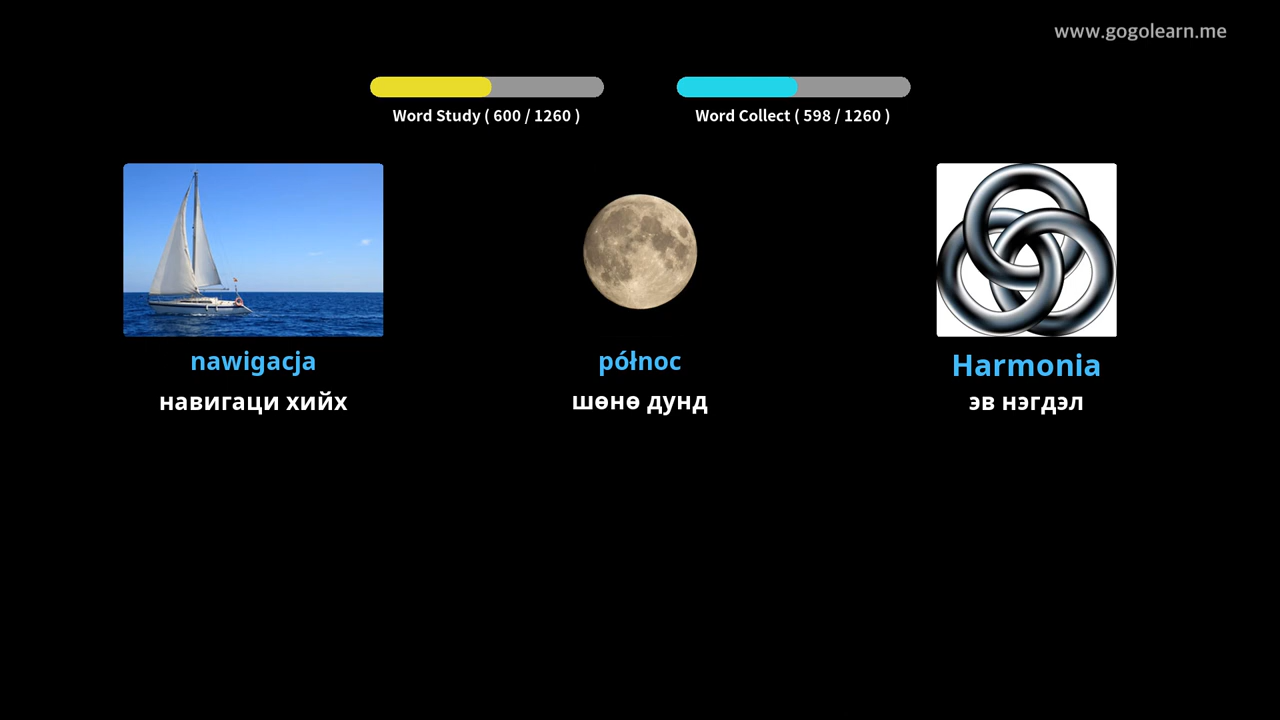 www.gogolearn.me
Word Study ( 600 / 1260 )
Word Collect ( 598 / 1260 )
nawigacja
навигаци хийх
północ
шөнө дунд
Harmonia
эв нэгдэл